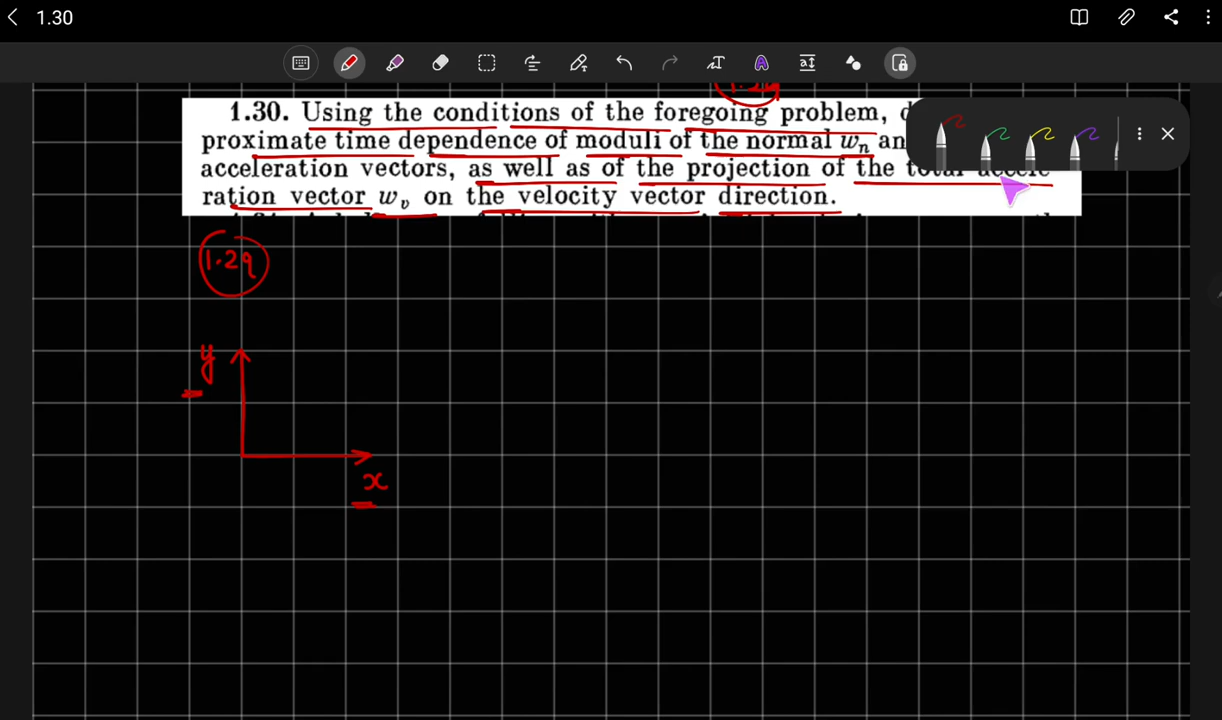 1.30
1.30. Using the conditions of the foregoing problem, d
proximate time dependence of moduli of the normal wₙ an
acceleration vectors, as well as of the projection of the total accele
ration vector wᵥ on the velocity vector direction.
1.29
y
x